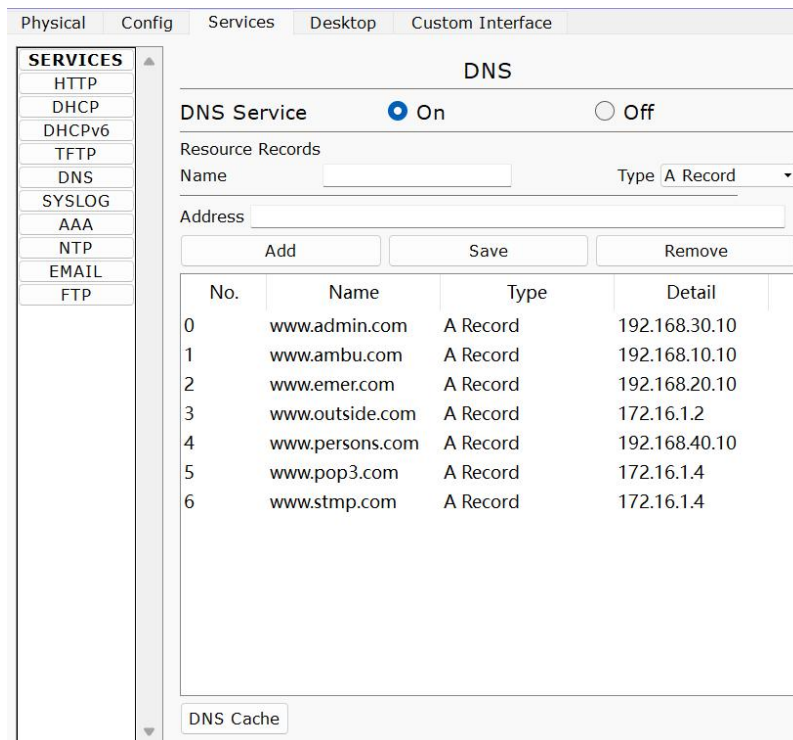 Physical Config Services Desktop Custom Interface
SERVICES
HTTP
DHCP
DHCPv6
TFTP
DNS
SYSLOG
AAA
NTP
EMAIL
FTP
DNS
DNS Service On Off
Resource Records
Name Type A Record
Address
Add Save Remove
No. Name Type Detail
0 www.admin.com A Record 192.168.30.10
1 www.ambu.com A Record 192.168.10.10
2 www.emer.com A Record 192.168.20.10
3 www.outside.com A Record 172.16.1.2
4 www.persons.com A Record 192.168.40.10
5 www.pop3.com A Record 172.16.1.4
6 www.stmp.com A Record 172.16.1.4
DNS Cache